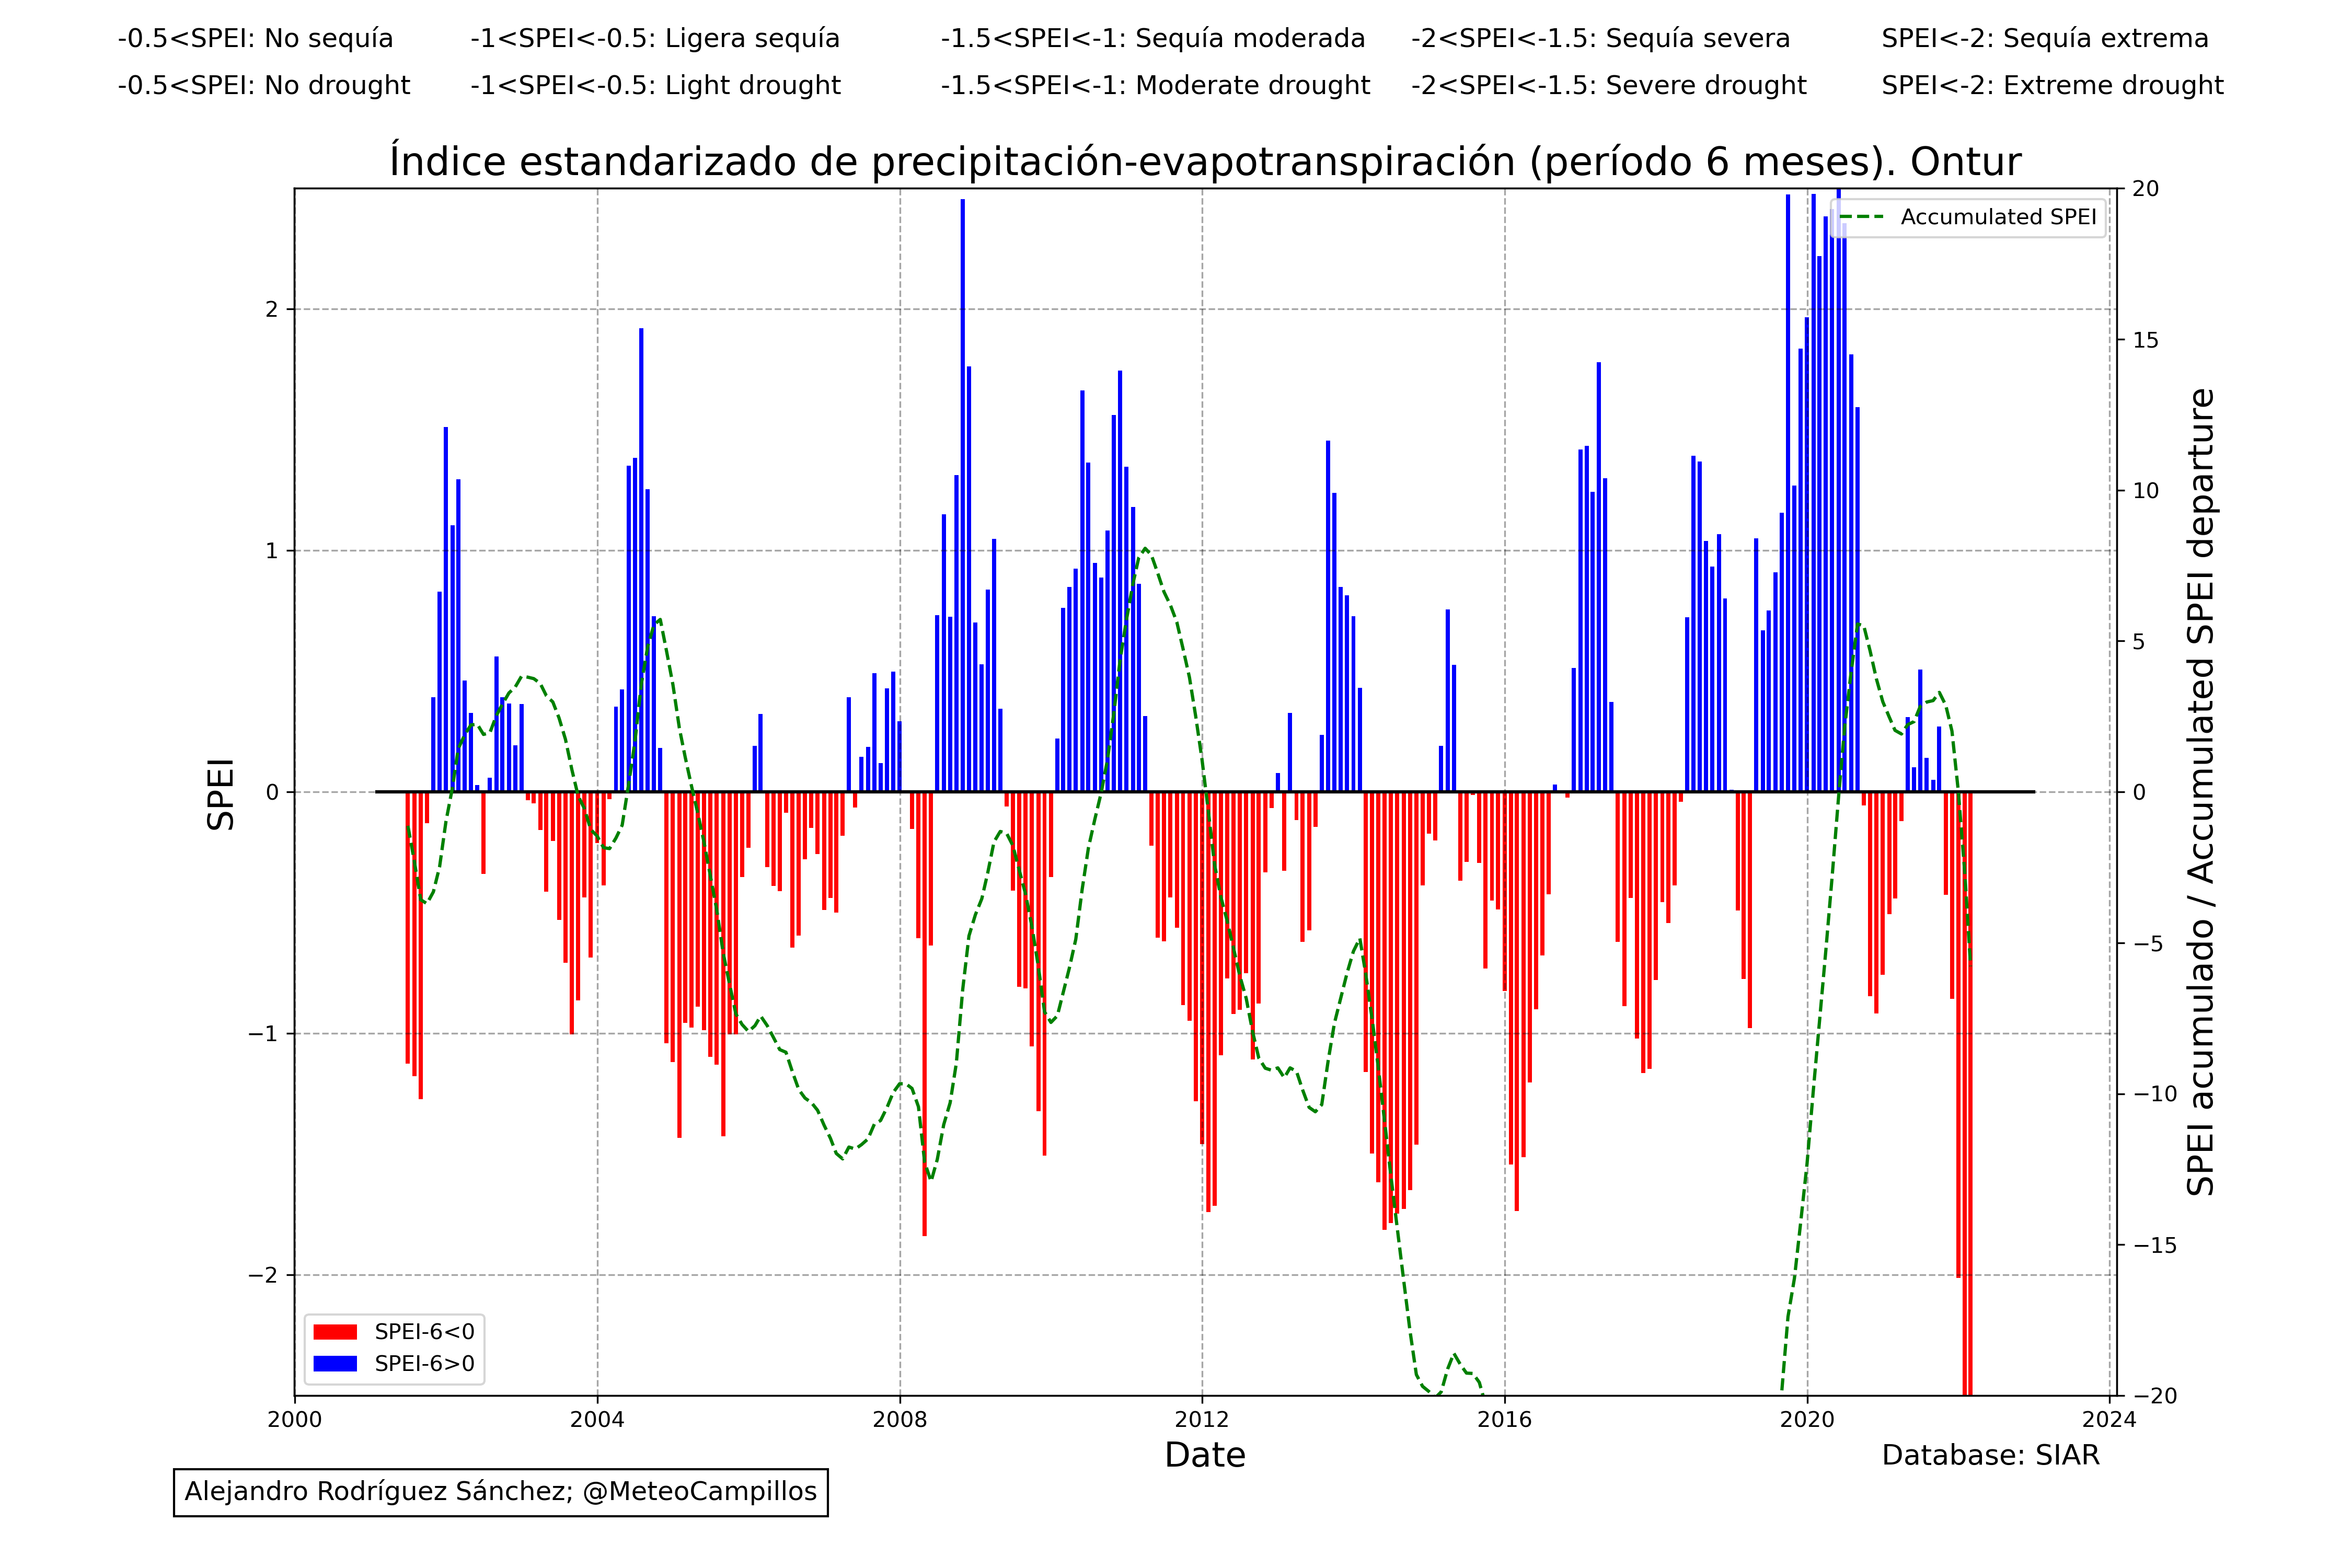 -0.5<SPEI: No sequía -1<SPEI<-0.5: Ligera sequía -1.5<SPEI<-1: Sequía moderada -2<SPEI<-1.5: Sequía severa SPEI<-2: Sequía extrema
-0.5<SPEI: No drought -1<SPEI<-0.5: Light drought -1.5<SPEI<-1: Moderate drought -2<SPEI<-1.5: Severe drought SPEI<-2: Extreme drought
Índice estandarizado de precipitación-evapotranspiración (período 6 meses). Ontur
Accumulated SPEI
SPEI
2
1
0
−1
−2
20
15
10
5
0
−5
−10
−15
−20
SPEI acumulado / Accumulated SPEI departure
SPEI-6<0
SPEI-6>0
2000 2004 2008 2012 2016 2020 2024
Date
Database: SIAR
Alejandro Rodríguez Sánchez; @MeteoCampillos